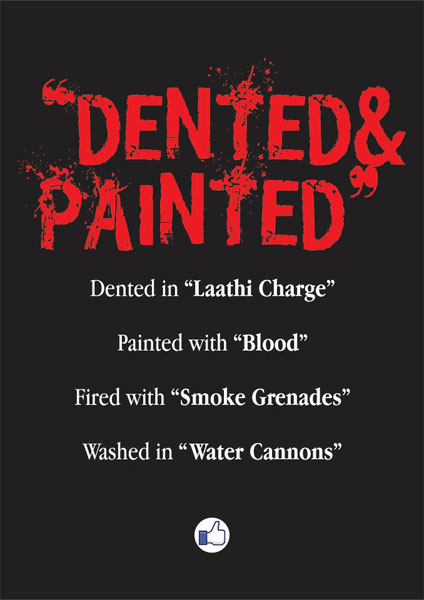 “DENTED&
PAINTED”
Dented in “Laathi Charge”
Painted with “Blood”
Fired with “Smoke Grenades”
Washed in “Water Cannons”